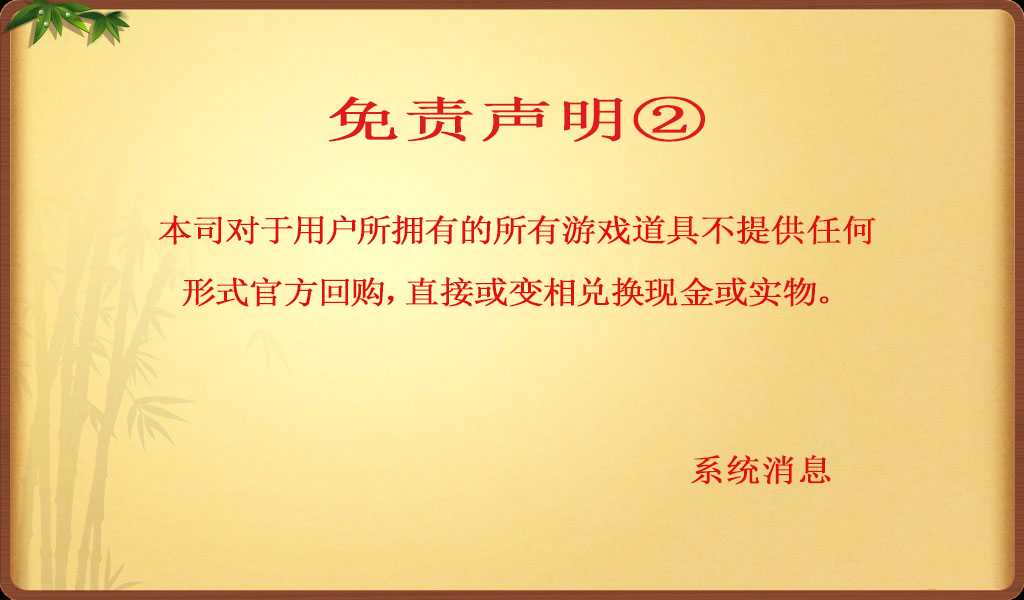 免责声明②
本司对于用户所拥有的所有游戏道具不提供任何
形式官方回购,直接或变相兑换现金或实物。
系统消息